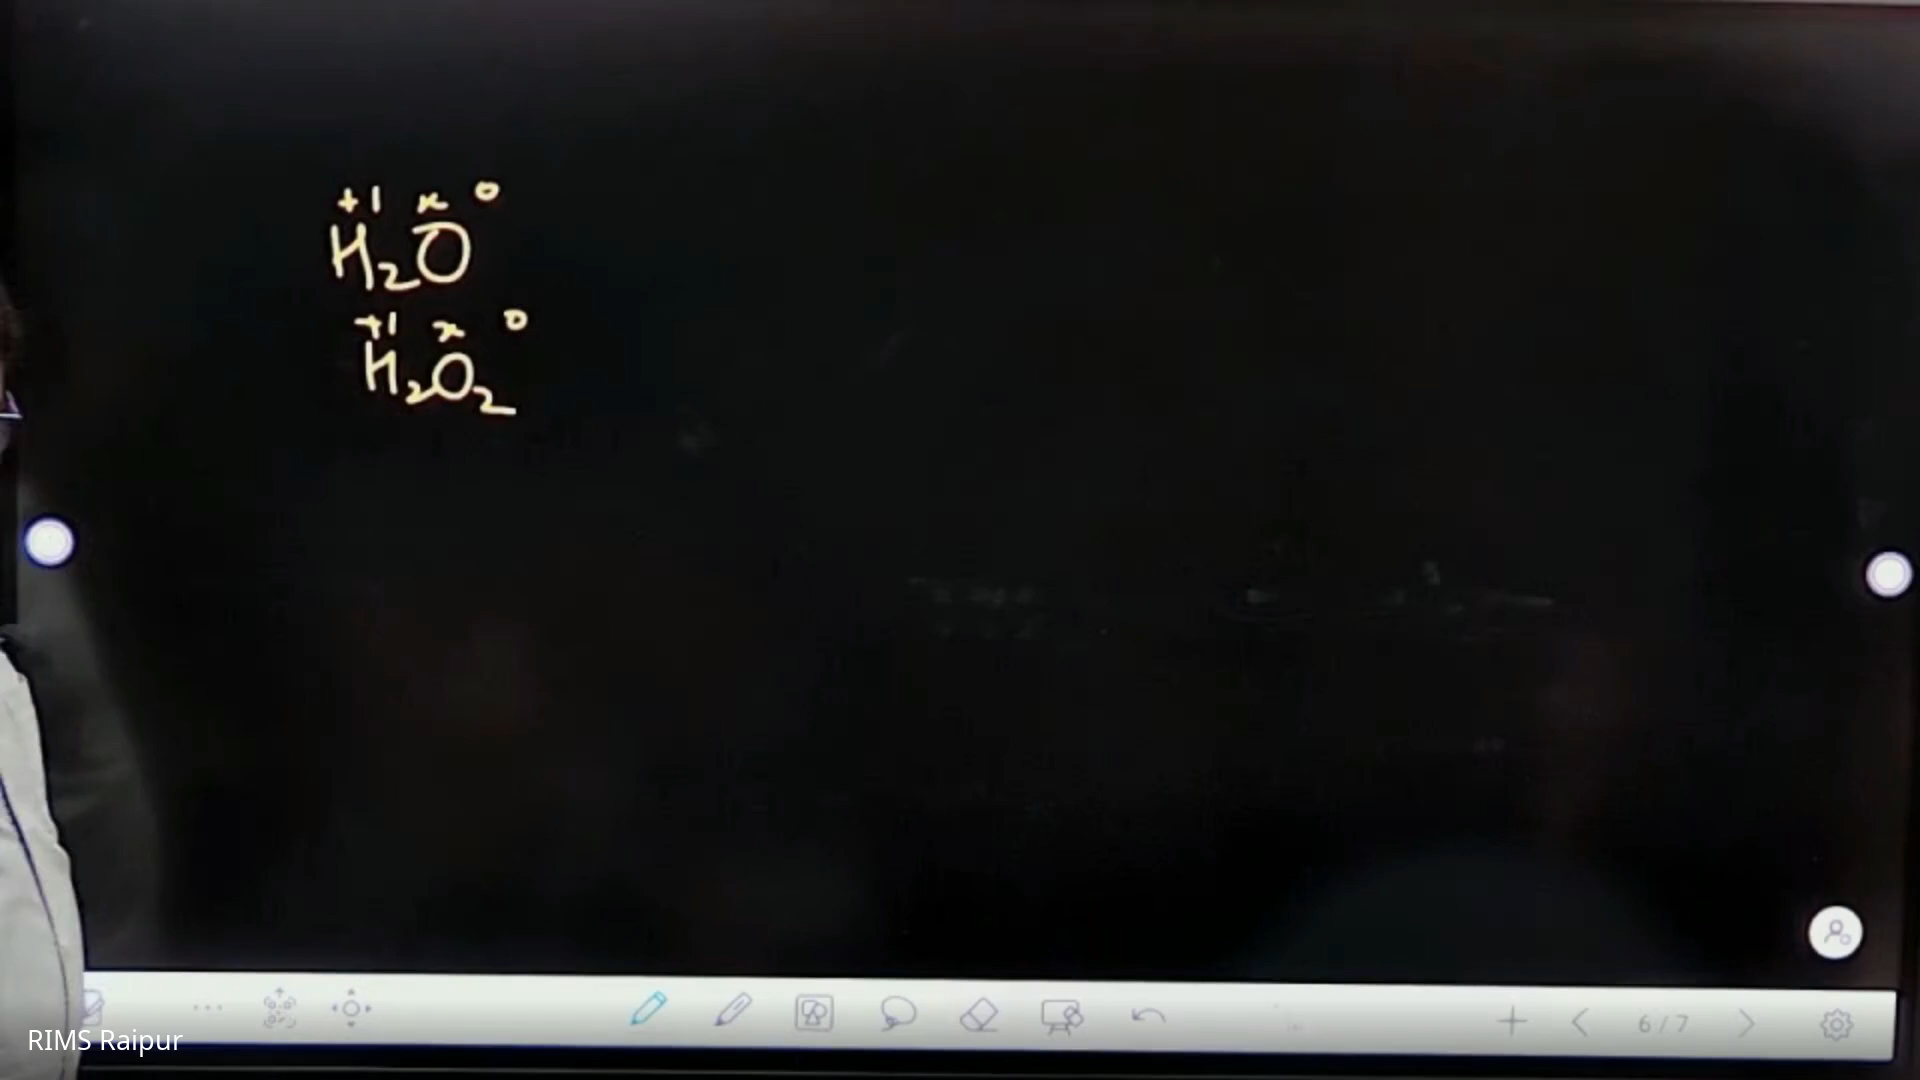 +1 x 0
H₂O
+1 x 0
H₂O₂
6/7
RIMS Raipur